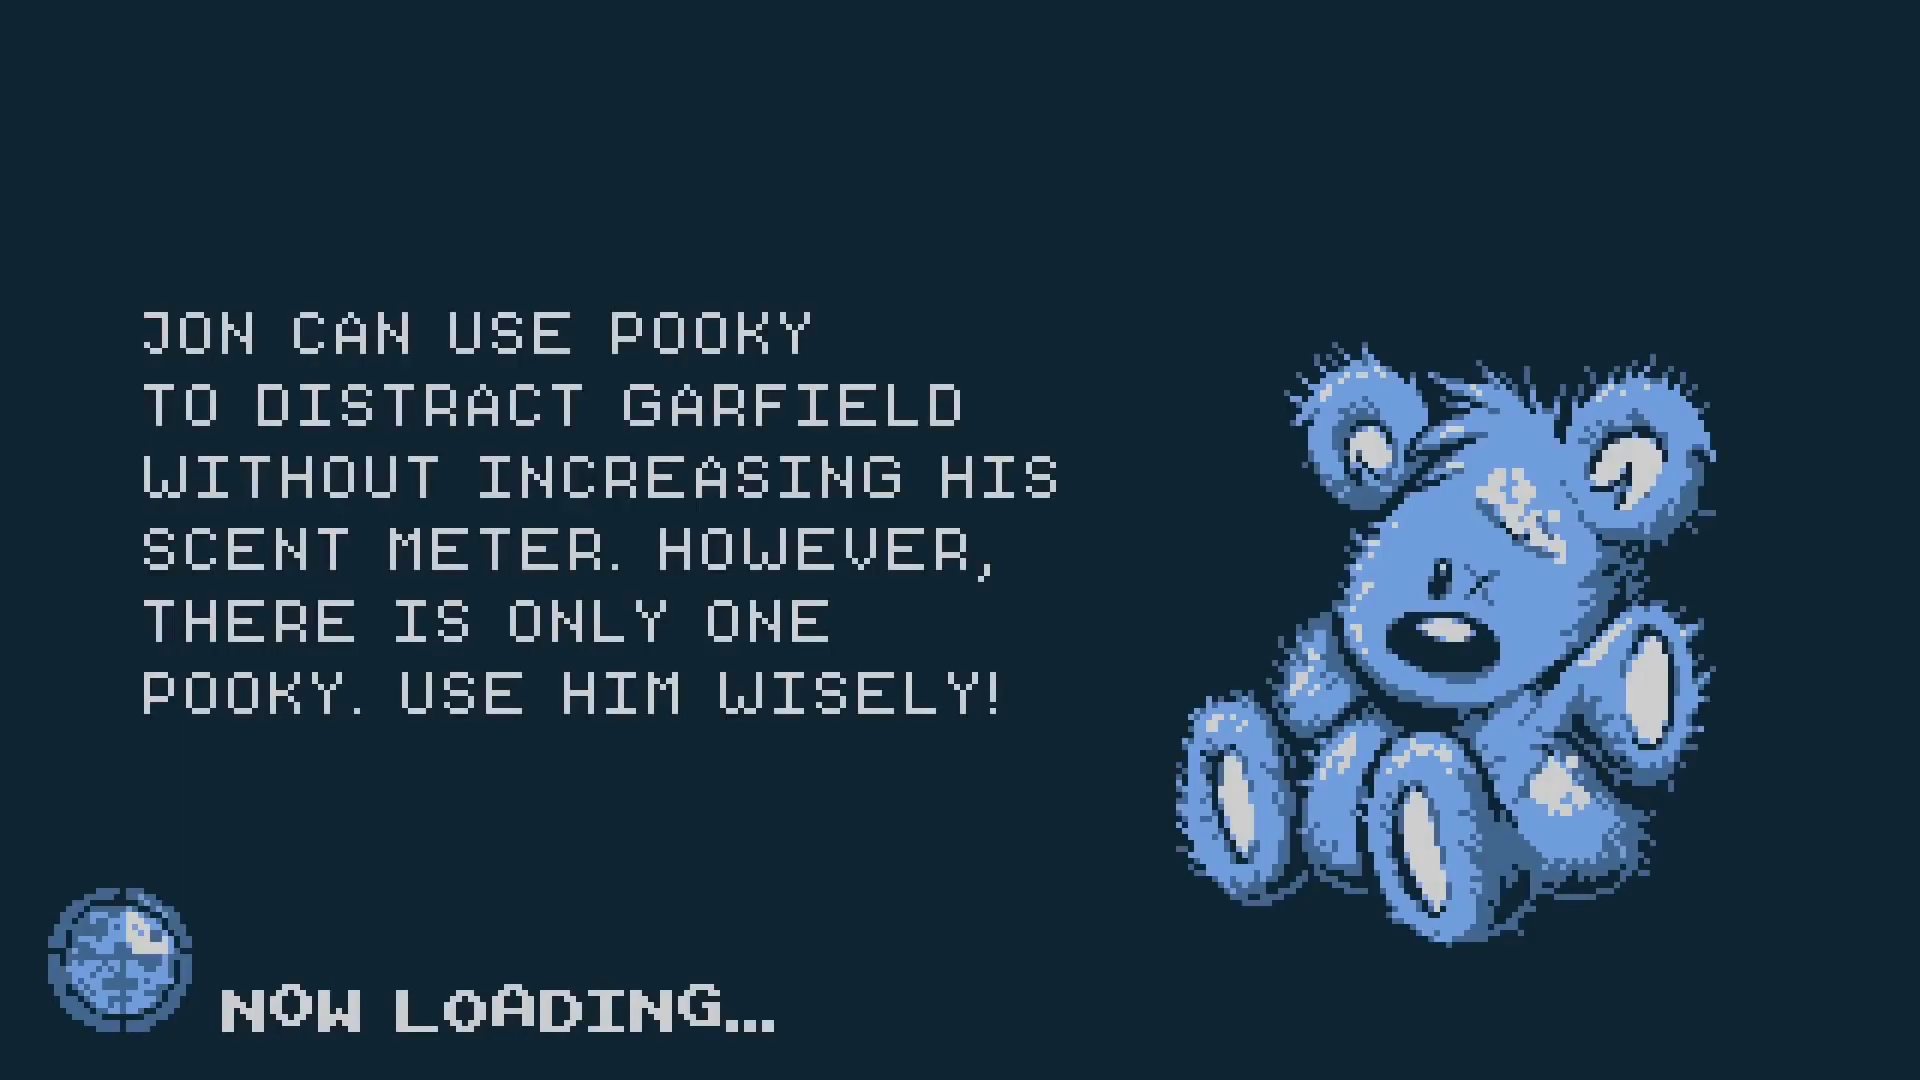 JON CAN USE POOKY
TO DISTRACT GARFIELD
WITHOUT INCREASING HIS
SCENT METER. HOWEVER,
THERE IS ONLY ONE
POOKY. USE HIM WISELY!
NOW LOADING...